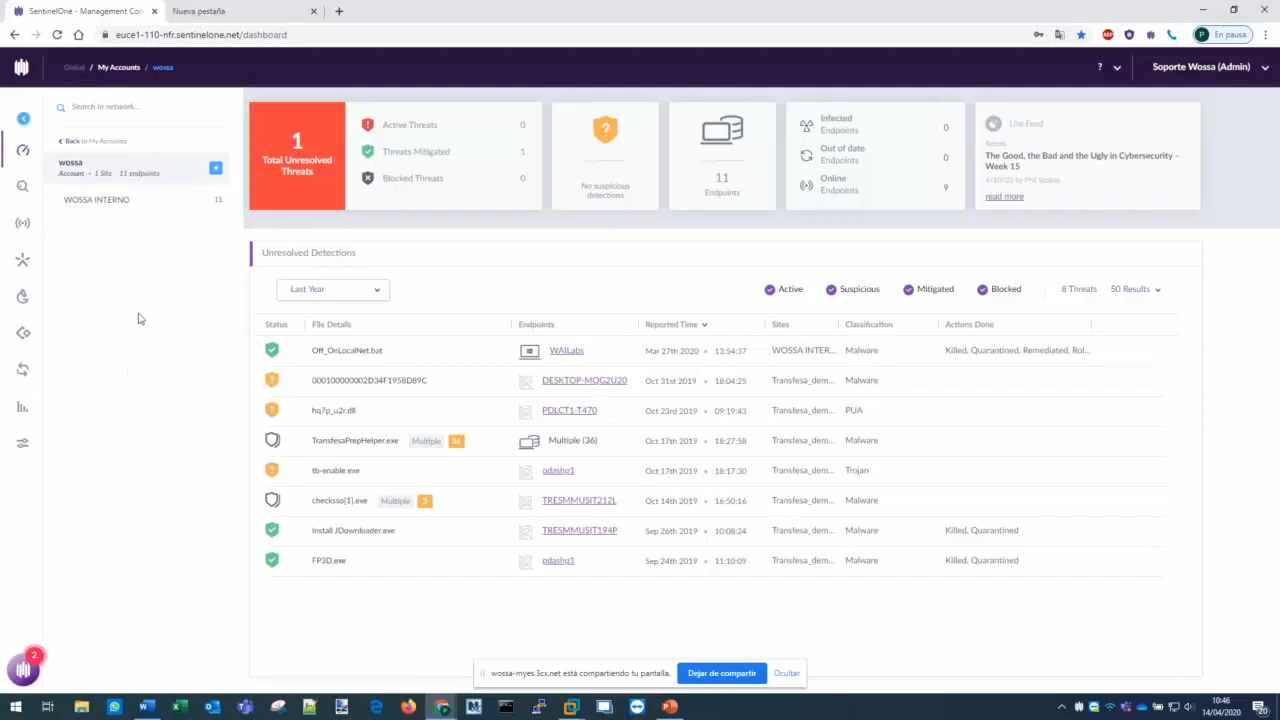 SentinelOne - Management Con
Nueva pestaña
euce1-110-nfr.sentinelone.net/dashboard
ABP
P
En pausa
Global / My Accounts / wossa
?
Soporte Wossa (Admin)
Search in network...
Back to My Accounts
wossa
Account • 1 Site 11 endpoints
WOSSA INTERNO 11
1
Total Unresolved
Threats
Active Threats 0
Threats Mitigated 1
Blocked Threats 0
No suspicious
detections
11
Endpoints
Infected
Endpoints 0
Out of date
Endpoints 0
Online
Endpoints 9
Live Feed
The Good, the Bad and the Ugly in Cybersecurity –
Week 15
by Phil Stokes
read more
Unresolved Detections
Last Year
Active
Suspicious
Mitigated
Blocked
8 Threats
50 Results
Status File Details Endpoints Reported Time Sites Classification Actions Done
Off_OnLocalNet.bat WAILabs Mar 27th 2020 • 13:54:37 WOSSA INTER... Malware Killed, Quarantined, Remediated, Rol...
000100000002D34F1958D89C DESKTOP-MQG2U20 Oct 31st 2019 • 18:04:25 Transfesa_dem... Malware
hq7p_u2r.dll PDLCT1-T470 Oct 23rd 2019 • 09:19:43 Transfesa_dem... PUA
TransfesaPrepHelper.exe Multiple 36 Multiple (36) Oct 17th 2019 • 18:27:58 Transfesa_dem... Malware
tb-enable.exe pdashp1 Oct 17th 2019 • 18:17:30 Transfesa_dem... Trojan
checksso[1].exe Multiple TRESMMUSIT212L Oct 14th 2019 • 16:50:16 Transfesa_dem... Malware
Install JDownloader.exe TRESMMUSIT194P Sep 26th 2019 • 10:08:24 Transfesa_dem... Malware Killed, Quarantined
FP3D.exe pdashp1 Sep 24th 2019 • 11:10:09 Transfesa_dem... Malware Killed, Quarantined
2
wossa-myes.3cx.net está compartiendo tu pantalla.
Dejar de compartir
Ocultar
10:46
14/04/2020
20